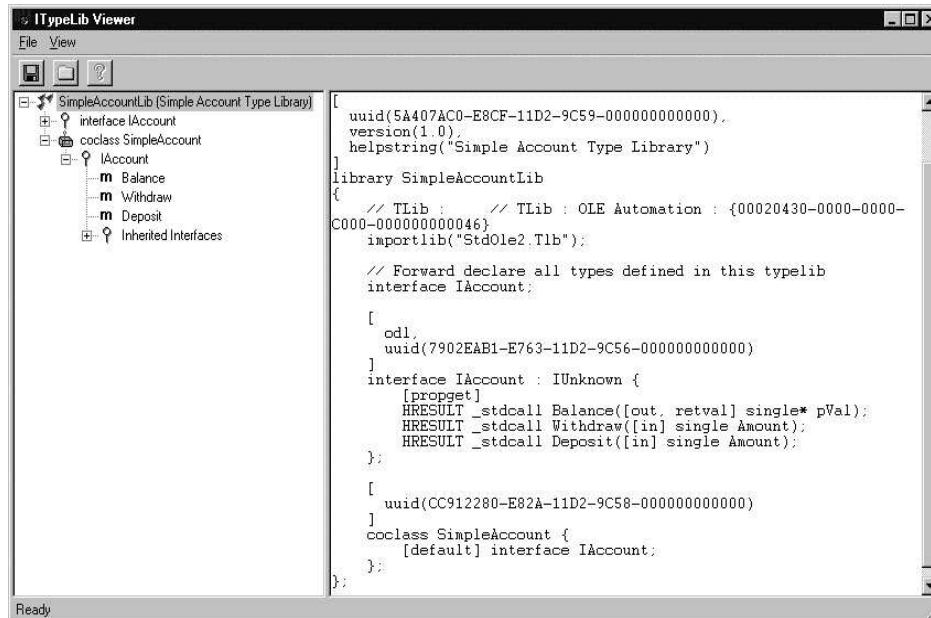 ITypeLib Viewer
File View
SimpleAccountLib (Simple Account Type Library)
interface IAccount
coclass SimpleAccount
IAccount
m Balance
m Withdraw
m Deposit
Inherited Interfaces
[
uuid(5A407AC0-E8CF-11D2-9C59-000000000000),
version(1.0),
helpstring("Simple Account Type Library")
]
library SimpleAccountLib
{
// TLib :     // TLib : OLE Automation : {00020430-0000-0000-
C000-000000000046}
importlib("StdOle2.Tlb");
// Forward declare all types defined in this typelib
interface IAccount;
[
odl,
uuid(7902EAB1-E763-11D2-9C56-000000000000)
]
interface IAccount : IUnknown {
[propget]
HRESULT _stdcall Balance([out, retval] single* pVal);
HRESULT _stdcall Withdraw([in] single Amount);
HRESULT _stdcall Deposit([in] single Amount);
};
[
uuid(CC912280-E82A-11D2-9C58-000000000000)
]
coclass SimpleAccount {
[default] interface IAccount;
};
};
Ready